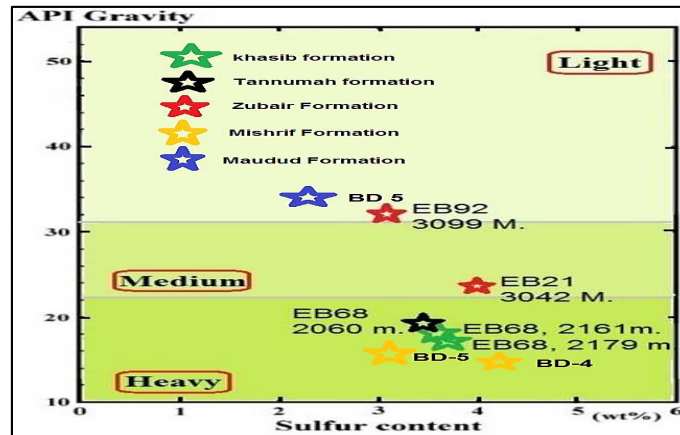 API Gravity
50
40
30
20
10
khasib formation
Tannumah formation
Zubair Formation
Mishrif Formation
Maudud Formation
Light
BD-5
EB92
3099 M.
Medium
EB21
3042 M.
EB68
2060 m.
EB68, 2161m.
EB68, 2179 m
BD-5
BD-4
Heavy
0 1 2 3 4 5 6
Sulfur content
(wt%)